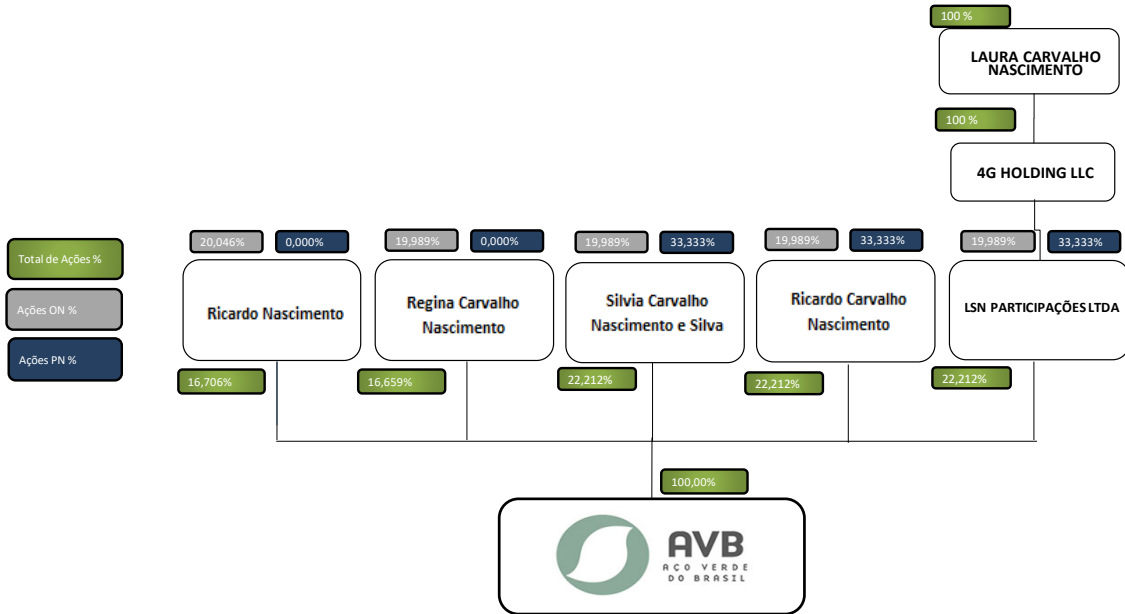 100 %
LAURA CARVALHO
NASCIMENTO
100 %
4G HOLDING LLC
Total de Ações %
Ações ON %
Ações PN %
20,046%
0,000%
19,989%
0,000%
19,989%
33,333%
19,989%
33,333%
19,989%
33,333%
Ricardo Nascimento
Regina Carvalho
Nascimento
Silvia Carvalho
Nascimento e Silva
Ricardo Carvalho
Nascimento
LSN PARTICIPAÇÕES LTDA
16,706%
16,659%
22,212%
22,212%
22,212%
100,00%
AVB
AÇO VERDE
DO BRASIL